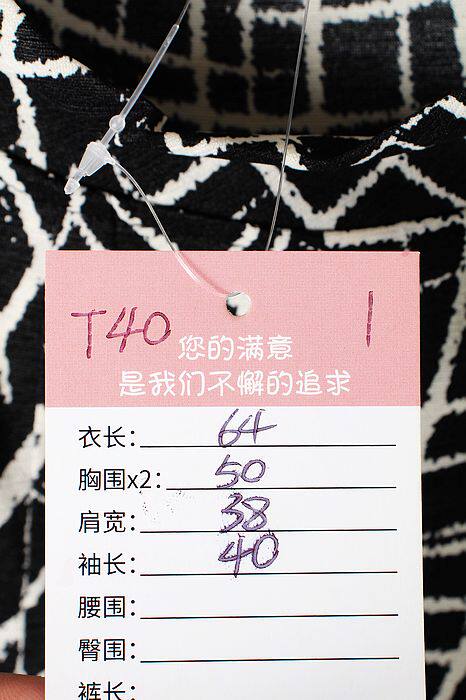 T40 1
您的满意
是我们不懈的追求
衣长: 64
胸围x2: 50
肩宽: 38
袖长: 40
腰围:
臀围:
裤长: